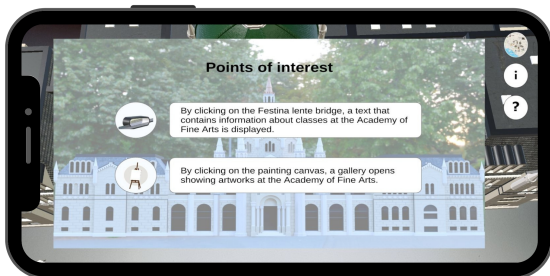 Points of interest
By clicking on the Festina lente bridge, a text that
contains information about classes at the Academy of
Fine Arts is displayed.
By clicking on the painting canvas, a gallery opens
showing artworks at the Academy of Fine Arts.
i
?